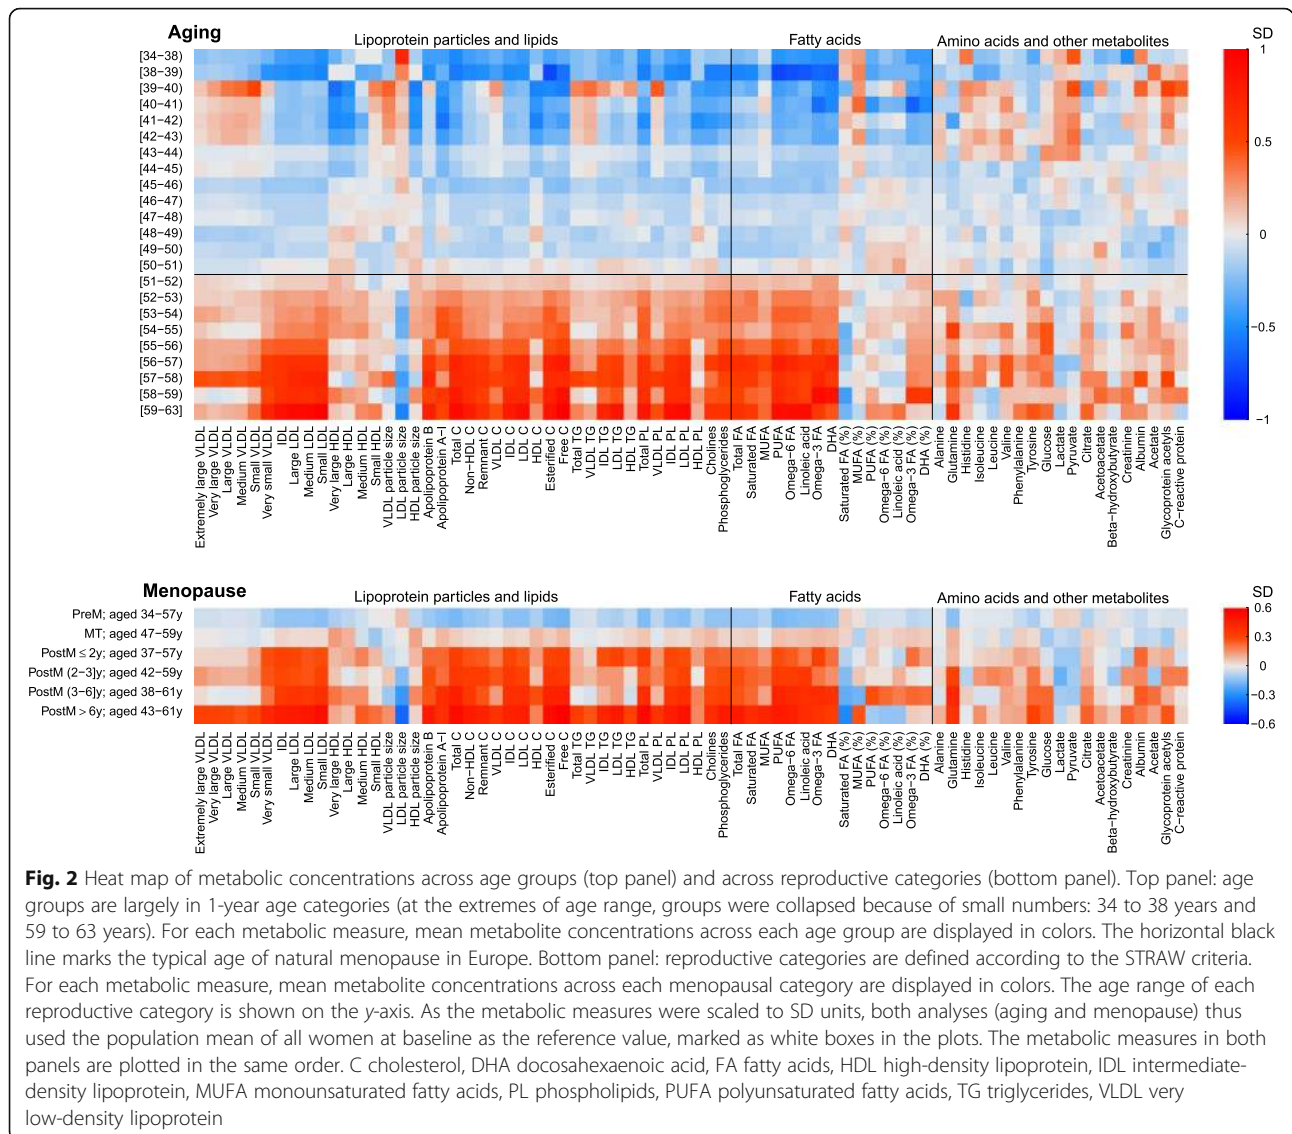 Aging
Lipoprotein particles and lipids
Fatty acids
Amino acids and other metabolites
SD
[34−38)
[38−39)
[39−40)
[40−41)
[41−42)
[42−43)
[43−44)
[44−45)
[45−46)
[46−47)
[47−48)
[48−49)
[49−50)
[50−51)
[51−52)
[52−53)
[53−54)
[54−55)
[55−56)
[56−57)
[57−58)
[58−59)
[59−63]
1
0.5
0
−0.5
−1
Extremely large VLDL
Very large VLDL
Large VLDL
Medium VLDL
Small VLDL
Very small VLDL
IDL
Large LDL
Medium LDL
Small LDL
Very large HDL
Large HDL
Medium HDL
Small HDL
VLDL particle size
LDL particle size
HDL particle size
Apolipoprotein B
Apolipoprotein A−I
Total C
Non−HDL C
Remnant C
VLDL C
IDL C
LDL C
HDL C
Esterified C
Free C
Total TG
VLDL TG
IDL TG
LDL TG
HDL TG
Total PL
VLDL PL
IDL PL
LDL PL
HDL PL
Cholines
Phosphoglycerides
Total FA
Saturated FA
MUFA
PUFA
Omega−6 FA
Linoleic acid
Omega−3 FA
DHA
Saturated FA (%)
MUFA (%)
PUFA (%)
Omega−6 FA (%)
Linoleic acid (%)
Omega−3 FA (%)
DHA (%)
Alanine
Glutamine
Histidine
Isoleucine
Leucine
Valine
Phenylalanine
Tyrosine
Glucose
Lactate
Pyruvate
Citrate
Acetoacetate
Beta−hydroxybutyrate
Creatinine
Albumin
Acetate
Glycoprotein acetyls
C−reactive protein
Menopause
Lipoprotein particles and lipids
Fatty acids
Amino acids and other metabolites
SD
PreM; aged 34−57y
MT; aged 47−59y
PostM ≤ 2y; aged 37−57y
PostM (2−3]y; aged 42−59y
PostM (3−6]y; aged 38−61y
PostM > 6y; aged 43−61y
0.6
0.3
0
−0.3
−0.6
Extremely large VLDL
Very large VLDL
Large VLDL
Medium VLDL
Small VLDL
Very small VLDL
IDL
Large LDL
Medium LDL
Small LDL
Very large HDL
Large HDL
Medium HDL
Small HDL
VLDL particle size
LDL particle size
HDL particle size
Apolipoprotein B
Apolipoprotein A−I
Total C
Non−HDL C
Remnant C
VLDL C
IDL C
LDL C
HDL C
Esterified C
Free C
Total TG
VLDL TG
IDL TG
LDL TG
HDL TG
Total PL
VLDL PL
IDL PL
LDL PL
HDL PL
Cholines
Phosphoglycerides
Total FA
Saturated FA
MUFA
PUFA
Omega−6 FA
Linoleic acid
Omega−3 FA
DHA
Saturated FA (%)
MUFA (%)
PUFA (%)
Omega−6 FA (%)
Linoleic acid (%)
Omega−3 FA (%)
DHA (%)
Alanine
Glutamine
Histidine
Isoleucine
Leucine
Valine
Phenylalanine
Tyrosine
Glucose
Lactate
Pyruvate
Citrate
Acetoacetate
Beta−hydroxybutyrate
Creatinine
Albumin
Acetate
Glycoprotein acetyls
C−reactive protein
Fig. 2 Heat map of metabolic concentrations across age groups (top panel) and across reproductive categories (bottom panel). Top panel: age
groups are largely in 1-year age categories (at the extremes of age range, groups were collapsed because of small numbers: 34 to 38 years and
59 to 63 years). For each metabolic measure, mean metabolite concentrations across each age group are displayed in colors. The horizontal black
line marks the typical age of natural menopause in Europe. Bottom panel: reproductive categories are defined according to the STRAW criteria.
For each metabolic measure, mean metabolite concentrations across each menopausal category are displayed in colors. The age range of each
reproductive category is shown on the y-axis. As the metabolic measures were scaled to SD units, both analyses (aging and menopause) thus
used the population mean of all women at baseline as the reference value, marked as white boxes in the plots. The metabolic measures in both
panels are plotted in the same order. C cholesterol, DHA docosahexaenoic acid, FA fatty acids, HDL high-density lipoprotein, IDL intermediate-
density lipoprotein, MUFA monounsaturated fatty acids, PL phospholipids, PUFA polyunsaturated fatty acids, TG triglycerides, VLDL very
low-density lipoprotein